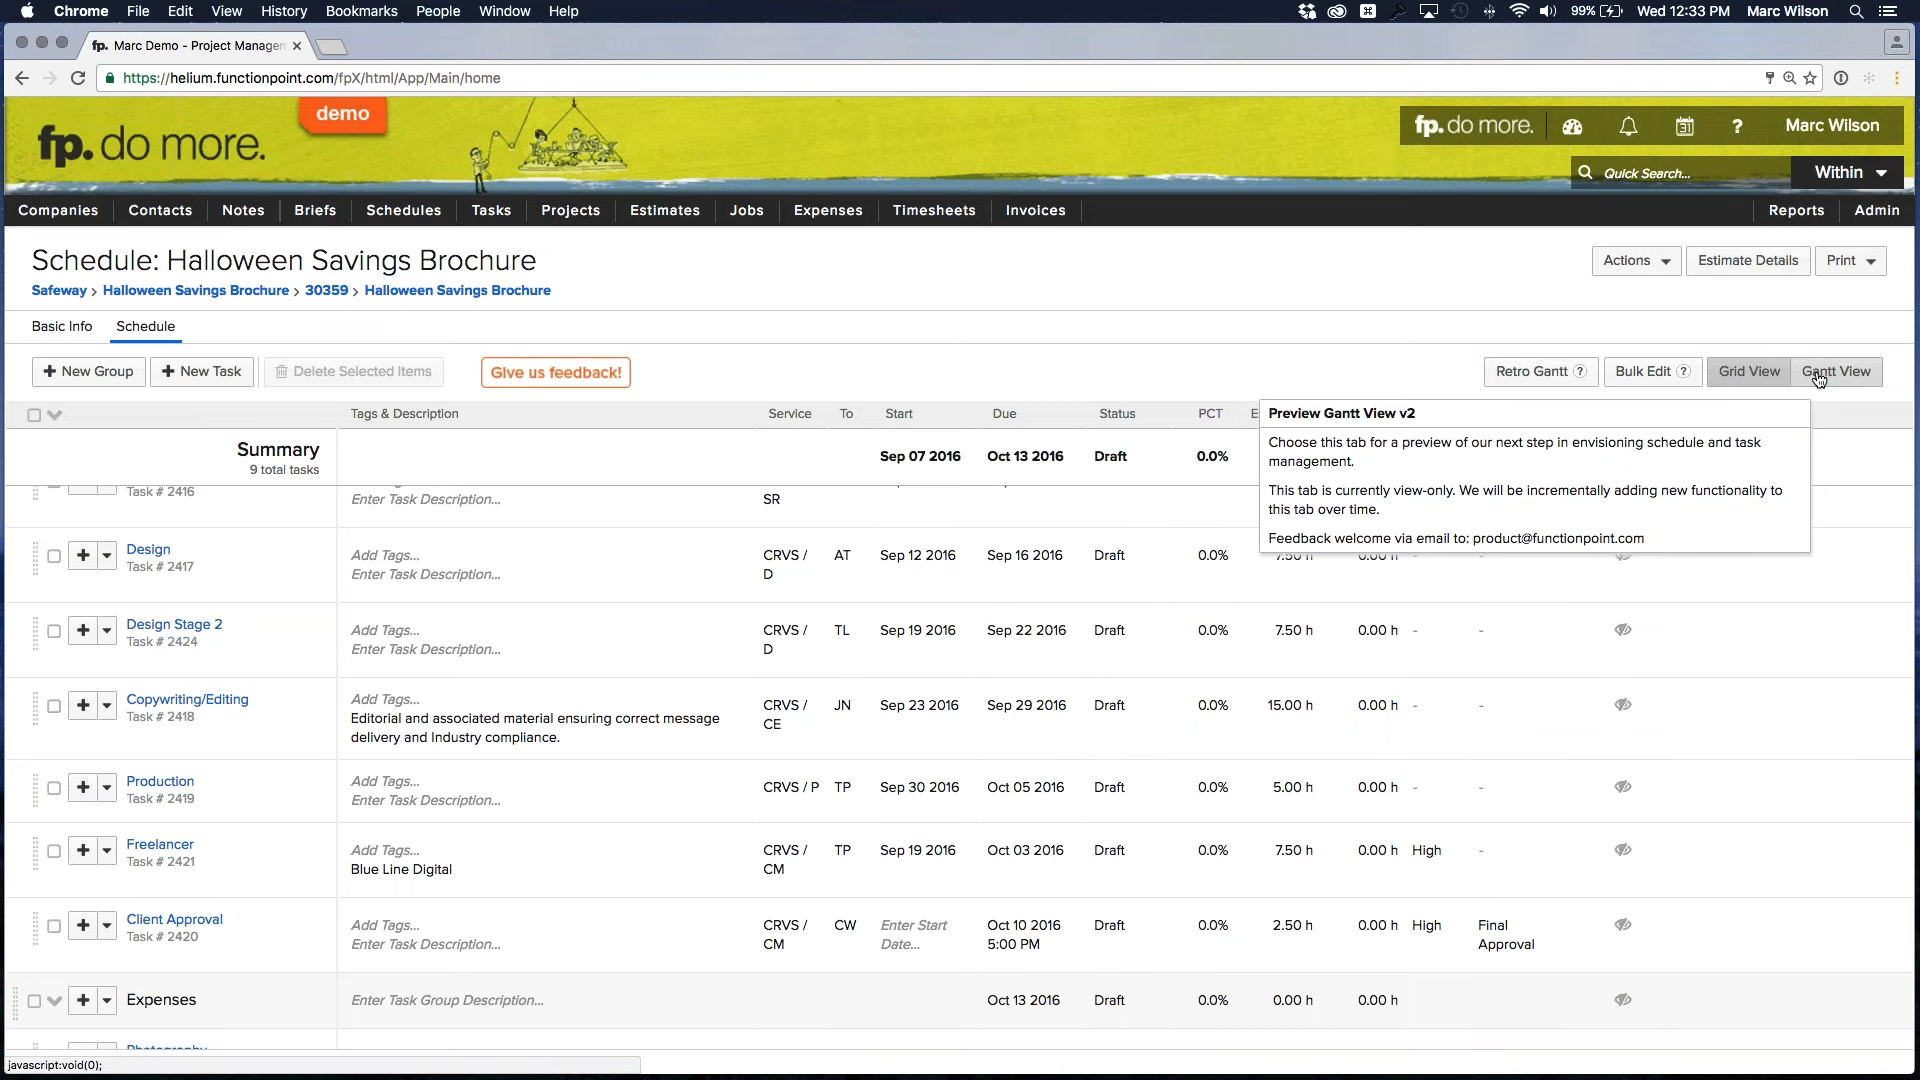 Chrome File Edit View History Bookmarks People Window Help 99% Wed 12:33 PM Marc Wilson
fp. Marc Demo - Project Managem
https://helium.functionpoint.com/fpX/html/App/Main/home
demo
fp. do more.
fp. do more. 31 ? Marc Wilson
Quick Search... Within
Companies Contacts Notes Briefs Schedules Tasks Projects Estimates Jobs Expenses Timesheets Invoices Reports Admin
Schedule: Halloween Savings Brochure
Actions Estimate Details Print
Safeway > Halloween Savings Brochure > 30359 > Halloween Savings Brochure
Basic Info Schedule
New Group New Task Delete Selected Items Give us feedback! Retro Gantt ? Bulk Edit ? Grid View Gantt View
Tags & Description Service To Start Due Status PCT E
Preview Gantt View v2
Choose this tab for a preview of our next step in envisioning schedule and task
management.
This tab is currently view-only. We will be incrementally adding new functionality to
this tab over time.
Feedback welcome via email to: product@functionpoint.com
Summary Sep 07 2016 Oct 13 2016 Draft 0.0%
9 total tasks
Task # 2416 Enter Task Description... SR
Design Add Tags... CRVS / AT Sep 12 2016 Sep 16 2016 Draft 0.0% 7.50 h 0.00 h - -
Task # 2417 Enter Task Description... D
Design Stage 2 Add Tags... CRVS / TL Sep 19 2016 Sep 22 2016 Draft 0.0% 7.50 h 0.00 h - -
Task # 2424 Enter Task Description... D
Copywriting/Editing Add Tags... CRVS / JN Sep 23 2016 Sep 29 2016 Draft 0.0% 15.00 h 0.00 h - -
Task # 2418 Editorial and associated material ensuring correct message CE
delivery and Industry compliance.
Production Add Tags... CRVS / P TP Sep 30 2016 Oct 05 2016 Draft 0.0% 5.00 h 0.00 h - -
Task # 2419 Enter Task Description...
Freelancer Add Tags... CRVS / TP Sep 19 2016 Oct 03 2016 Draft 0.0% 7.50 h 0.00 h High -
Task # 2421 Blue Line Digital CM
Client Approval Add Tags... CRVS / CW Enter Start Oct 10 2016 Draft 0.0% 2.50 h 0.00 h High Final
Task # 2420 Enter Task Description... CM Date... 5:00 PM Approval
Expenses Enter Task Group Description... Oct 13 2016 Draft 0.0% 0.00 h 0.00 h
Photography
javascript:void(0);